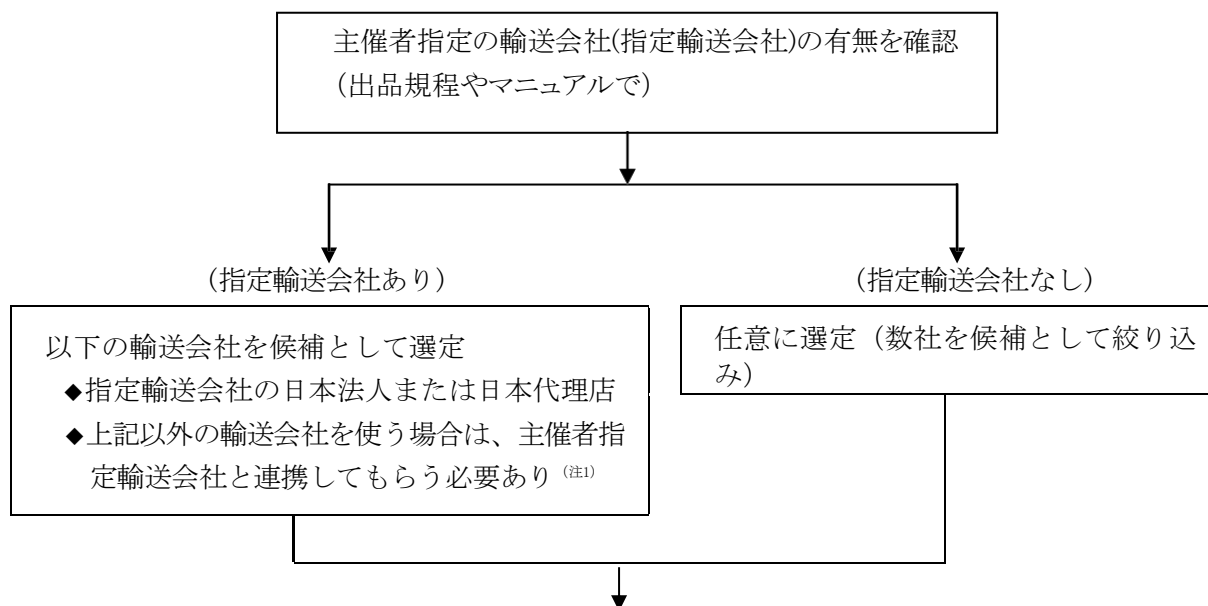 主催者指定の輸送会社(指定輸送会社)の有無を確認
（出品規程やマニュアルで）
（指定輸送会社あり）
（指定輸送会社なし）
以下の輸送会社を候補として選定
◆指定輸送会社の日本法人または日本代理店
◆上記以外の輸送会社を使う場合は、主催者指
定輸送会社と連携してもらう必要あり（注1）
任意に選定（数社を候補として絞り込
み）